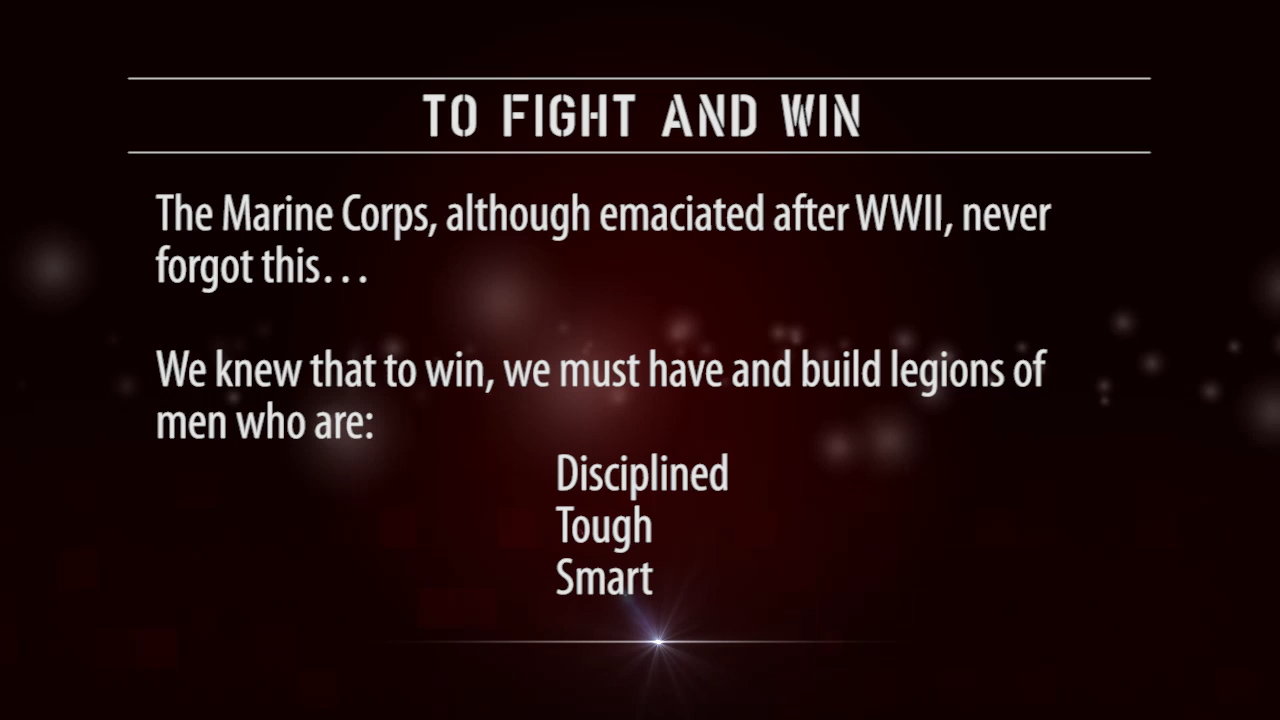 TO FIGHT AND WIN
The Marine Corps, although emaciated after WWII, never
forgot this...
We knew that to win, we must have and build legions of
men who are:
Disciplined
Tough
Smart